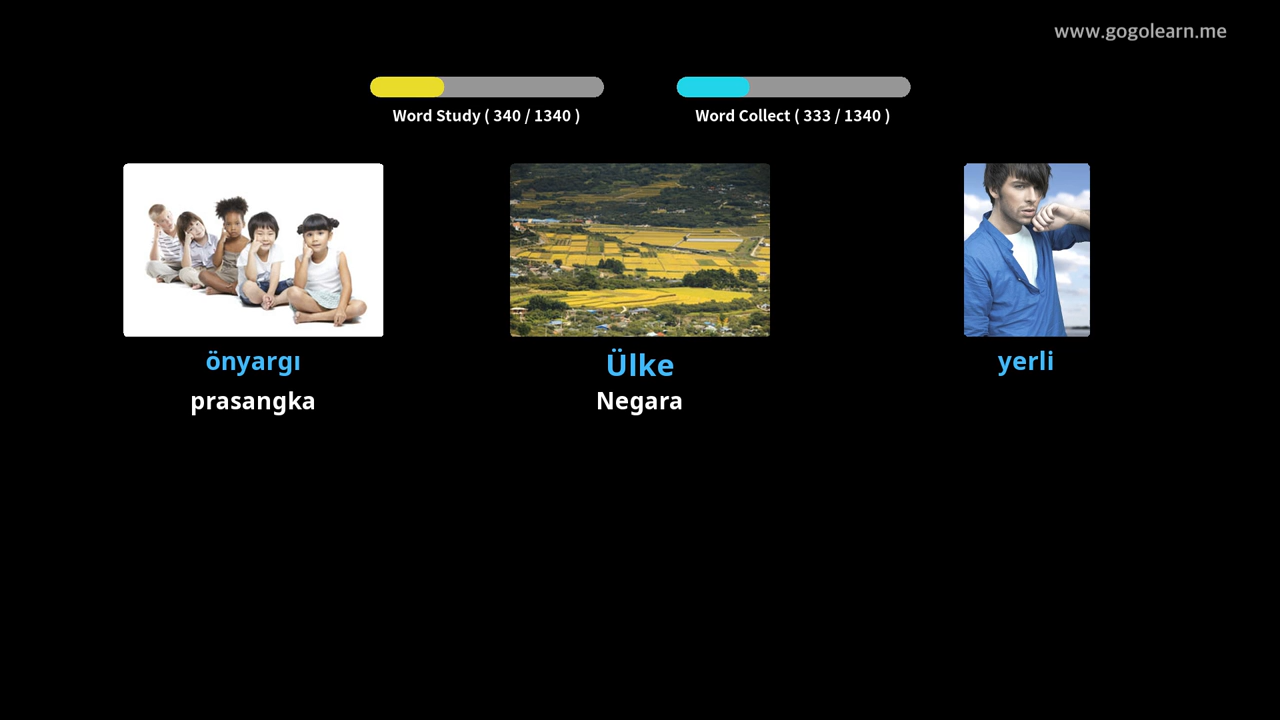 www.gogolearn.me
Word Study ( 340 / 1340 )
Word Collect ( 333 / 1340 )
önyargı
prasangka
Ülke
Negara
yerli